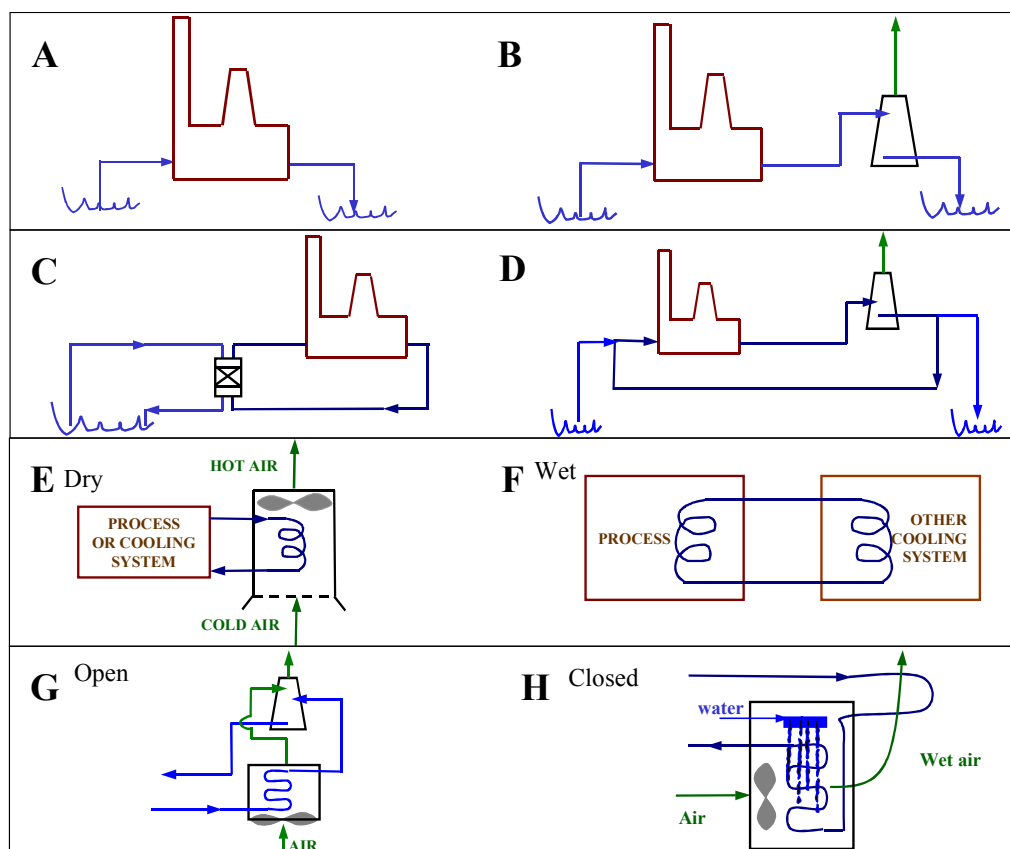 A
B
C
D
E Dry
HOT AIR
PROCESS
OR COOLING
SYSTEM
COLD AIR
F Wet
PROCESS
OTHER
COOLING
SYSTEM
G Open
AIR
H Closed
water
Wet air
Air